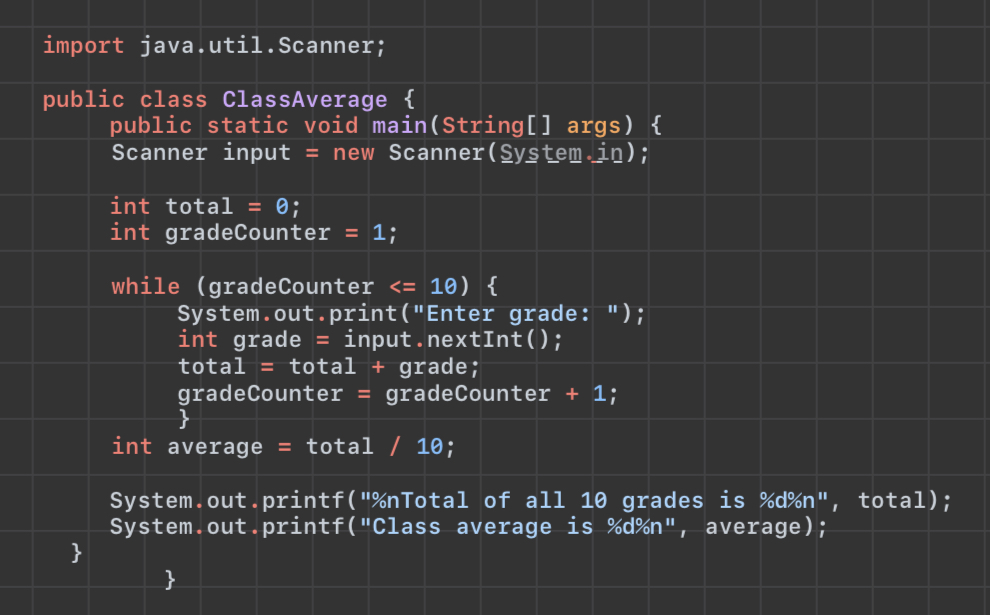 import java.util.Scanner;
public class ClassAverage {
public static void main(String[] args) {
Scanner input = new Scanner(System.in);
int total = 0;
int gradeCounter = 1;
while (gradeCounter <= 10) {
System.out.print("Enter grade: ");
int grade = input.nextInt();
total = total + grade;
gradeCounter = gradeCounter + 1;
}
int average = total / 10;
System.out.printf("%nTotal of all 10 grades is %d%n", total);
System.out.printf("Class average is %d%n", average);
}
}